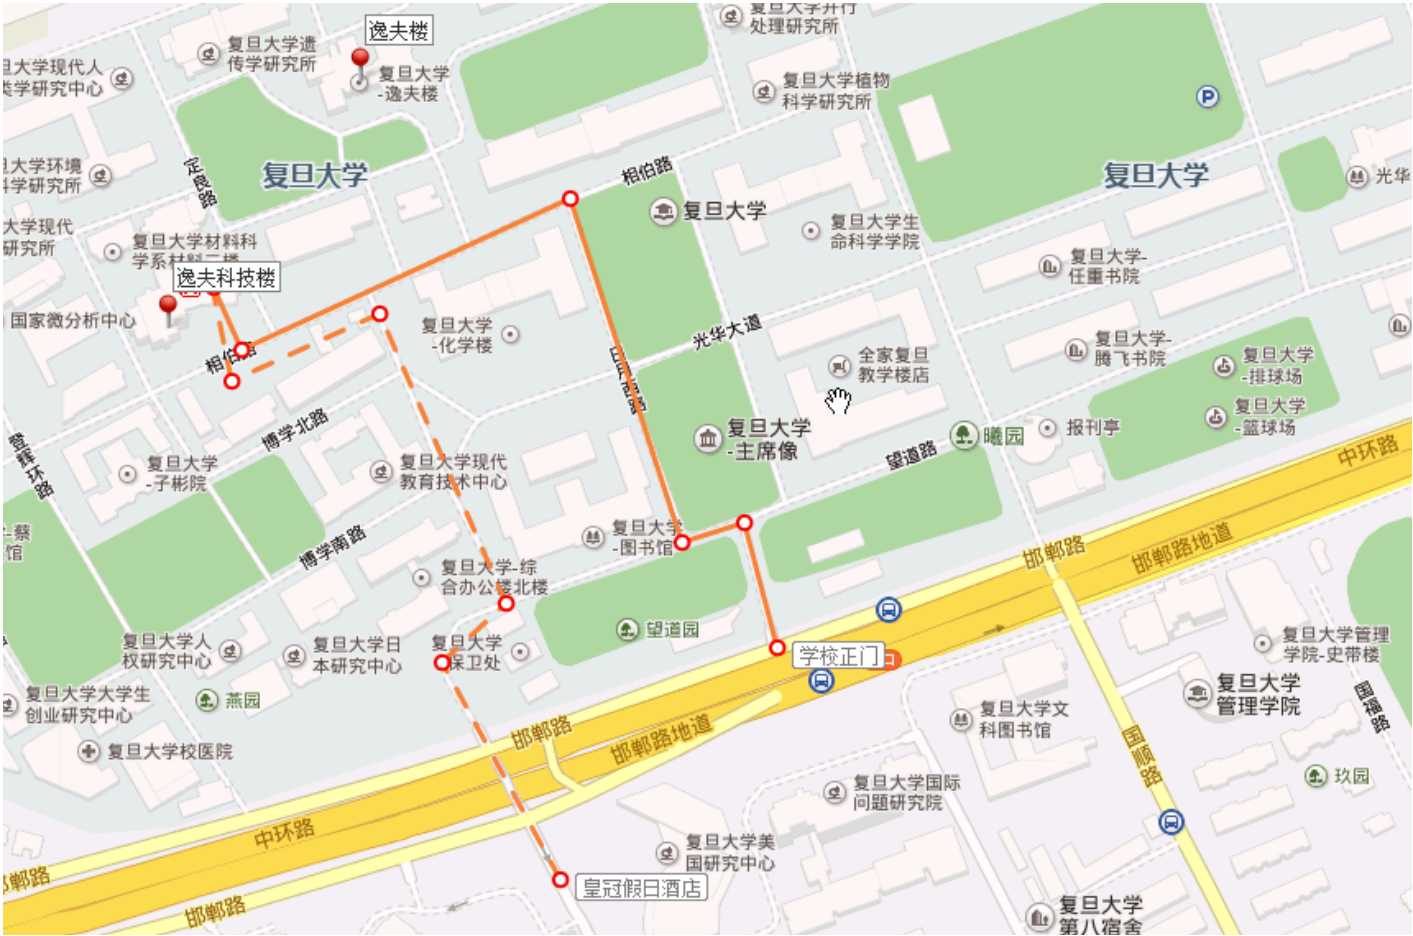 逸夫楼
复旦大学遗
传学研究所
复旦大学
-逸夫楼
处理研究所
复旦大学植物
科学研究所
旦大学现代人
类学研究中心
P
旦大学环境
科学研究所
定良路
复旦大学
相伯路
复旦大学
复旦大学
光华
大学现代
研究所
复旦大学材料科
逸夫科技楼
复旦大学生
命科学学院
复旦大学-
任重书院
国家微分析中心
相伯路
复旦大学
-化学楼
光华大道
全家复旦
教学楼店
复旦大学-
腾飞书院
复旦大学
-排球场
复旦大学
-篮球场
博学北路
登辉环路
复旦大学
-子彬院
复旦大学现代
教育技术中心
复旦大学
-主席像
望道路
曦园
报刊亭
中环路
-蔡
馆
博学南路
复旦大学-综
合办公楼北楼
复旦大学
-图书馆
邯郸路
邯郸路地道
复旦大学人
权研究中心
复旦大学日
本研究中心
复旦大学
保卫处
望道园
学校正门
口
复旦大学管理
学院-史带楼
复旦大学大学生
创业研究中心
燕园
复旦大学校医院
邯郸路
邯郸路地道
复旦大学文
科图书馆
复旦大学
管理学院
国福路
国顺路
玖园
中环路
复旦大学国际
问题研究院
复旦大学美
国研究中心
邯郸路
皇冠假日酒店
邯郸路
复旦大学
第八宿舍